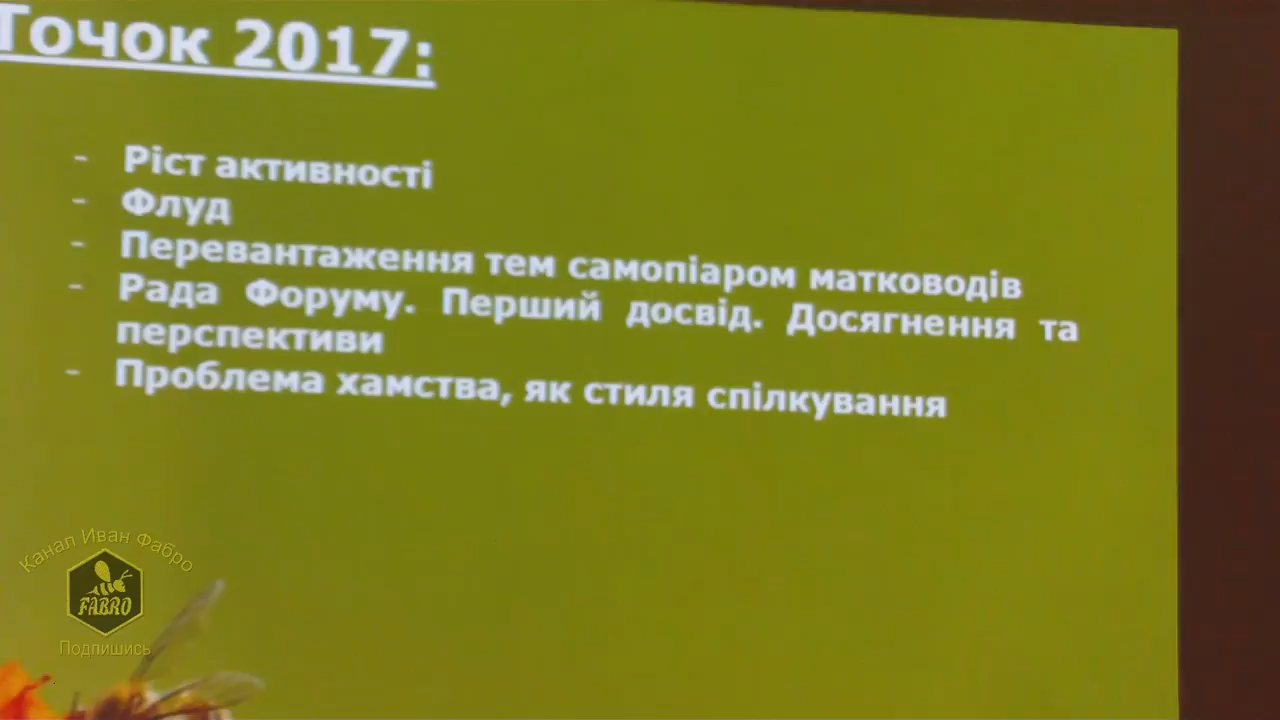 Точок 2017:
- Ріст активності
- Флуд
- Перевантаження тем самопіаром матководів
- Рада Форуму. Перший досвід. Досягнення та
перспективи
- Проблема хамства, як стиля спілкування
Канал Иван Фабро
FABRO
Подпишись